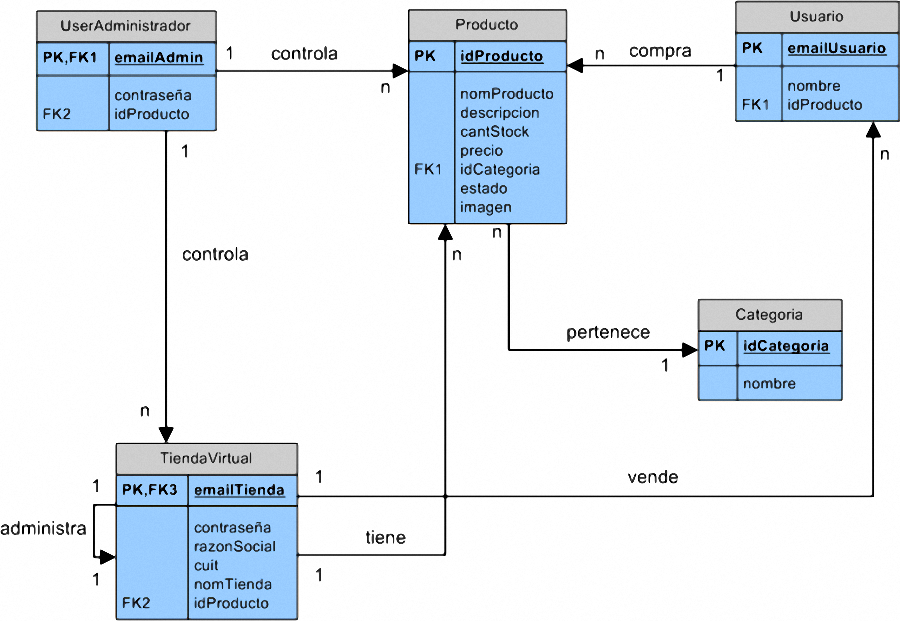 UserAdministrador
PK,FK1 emailAdmin
contraseña
FK2 idProducto
1 controla n
Producto
PK idProducto
nomProducto
descripcion
cantStock
precio
FK1 idCategoria
estado
imagen
n compra 1
Usuario
PK emailUsuario
nombre
FK1 idProducto
n
1
controla
n
n
n
pertenece
1
Categoria
PK idCategoria
nombre
TiendaVirtual
PK,FK3 emailTienda
contraseña
razonSocial
cuit
nomTienda
FK2 idProducto
1
administra
1
1
vende
tiene
1